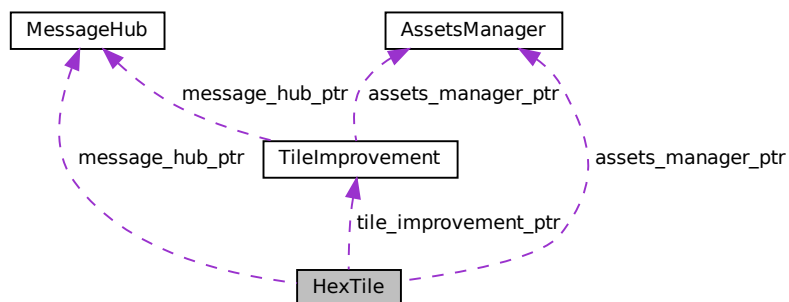 MessageHub
AssetsManager
message_hub_ptr
assets_manager_ptr
message_hub_ptr
TileImprovement
assets_manager_ptr
tile_improvement_ptr
HexTile